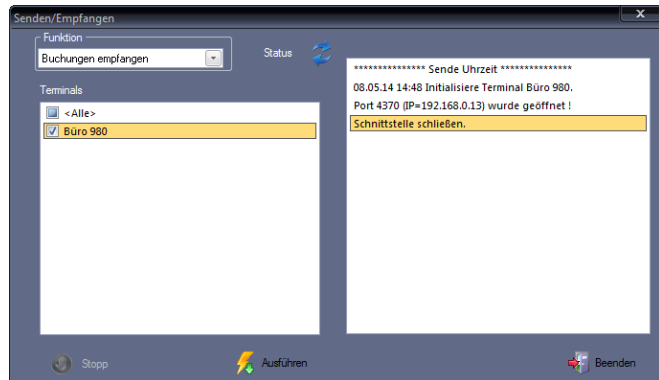 Senden/Empfangen
x
Funktion
Buchungen empfangen
Status
Terminals
<Alle>
Büro 980
*************** Sende Uhrzeit ***************
08.05.14 14:48 Initialisiere Terminal Büro 980.
Port 4370 (IP=192.168.0.13) wurde geöffnet !
Schnittstelle schließen.
Stopp
Ausführen
Beenden